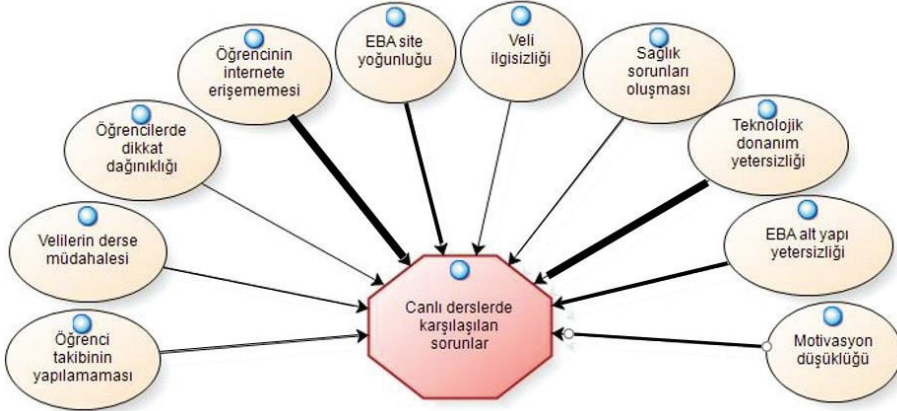 Öğrencinin
internete
erişememesi
EBA site
yoğunluğu
Veli
ilgisizliği
Sağlık
sorunları
oluşması
Öğrencilerde
dikkat
dağınıklığı
Teknolojik
donanım
yetersizliği
Velilerin derse
müdahalesi
EBA alt yapı
yetersizliği
Canlı derslerde
karşılaşılan
sorunlar
Öğrenci
takibinin
yapılamaması
Motivasyon
düşüklüğü